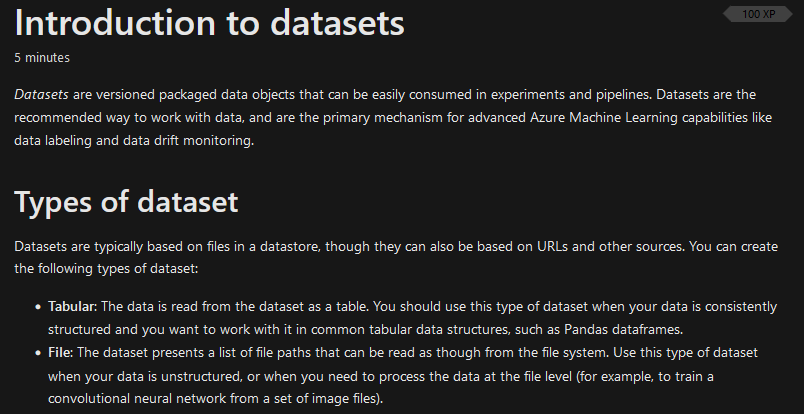 Introduction to datasets
100 XP
5 minutes
Datasets are versioned packaged data objects that can be easily consumed in experiments and pipelines. Datasets are the
recommended way to work with data, and are the primary mechanism for advanced Azure Machine Learning capabilities like
data labeling and data drift monitoring.
Types of dataset
Datasets are typically based on files in a datastore, though they can also be based on URLs and other sources. You can create
the following types of dataset:
• Tabular: The data is read from the dataset as a table. You should use this type of dataset when your data is consistently
structured and you want to work with it in common tabular data structures, such as Pandas dataframes.
• File: The dataset presents a list of file paths that can be read as though from the file system. Use this type of dataset
when your data is unstructured, or when you need to process the data at the file level (for example, to train a
convolutional neural network from a set of image files).